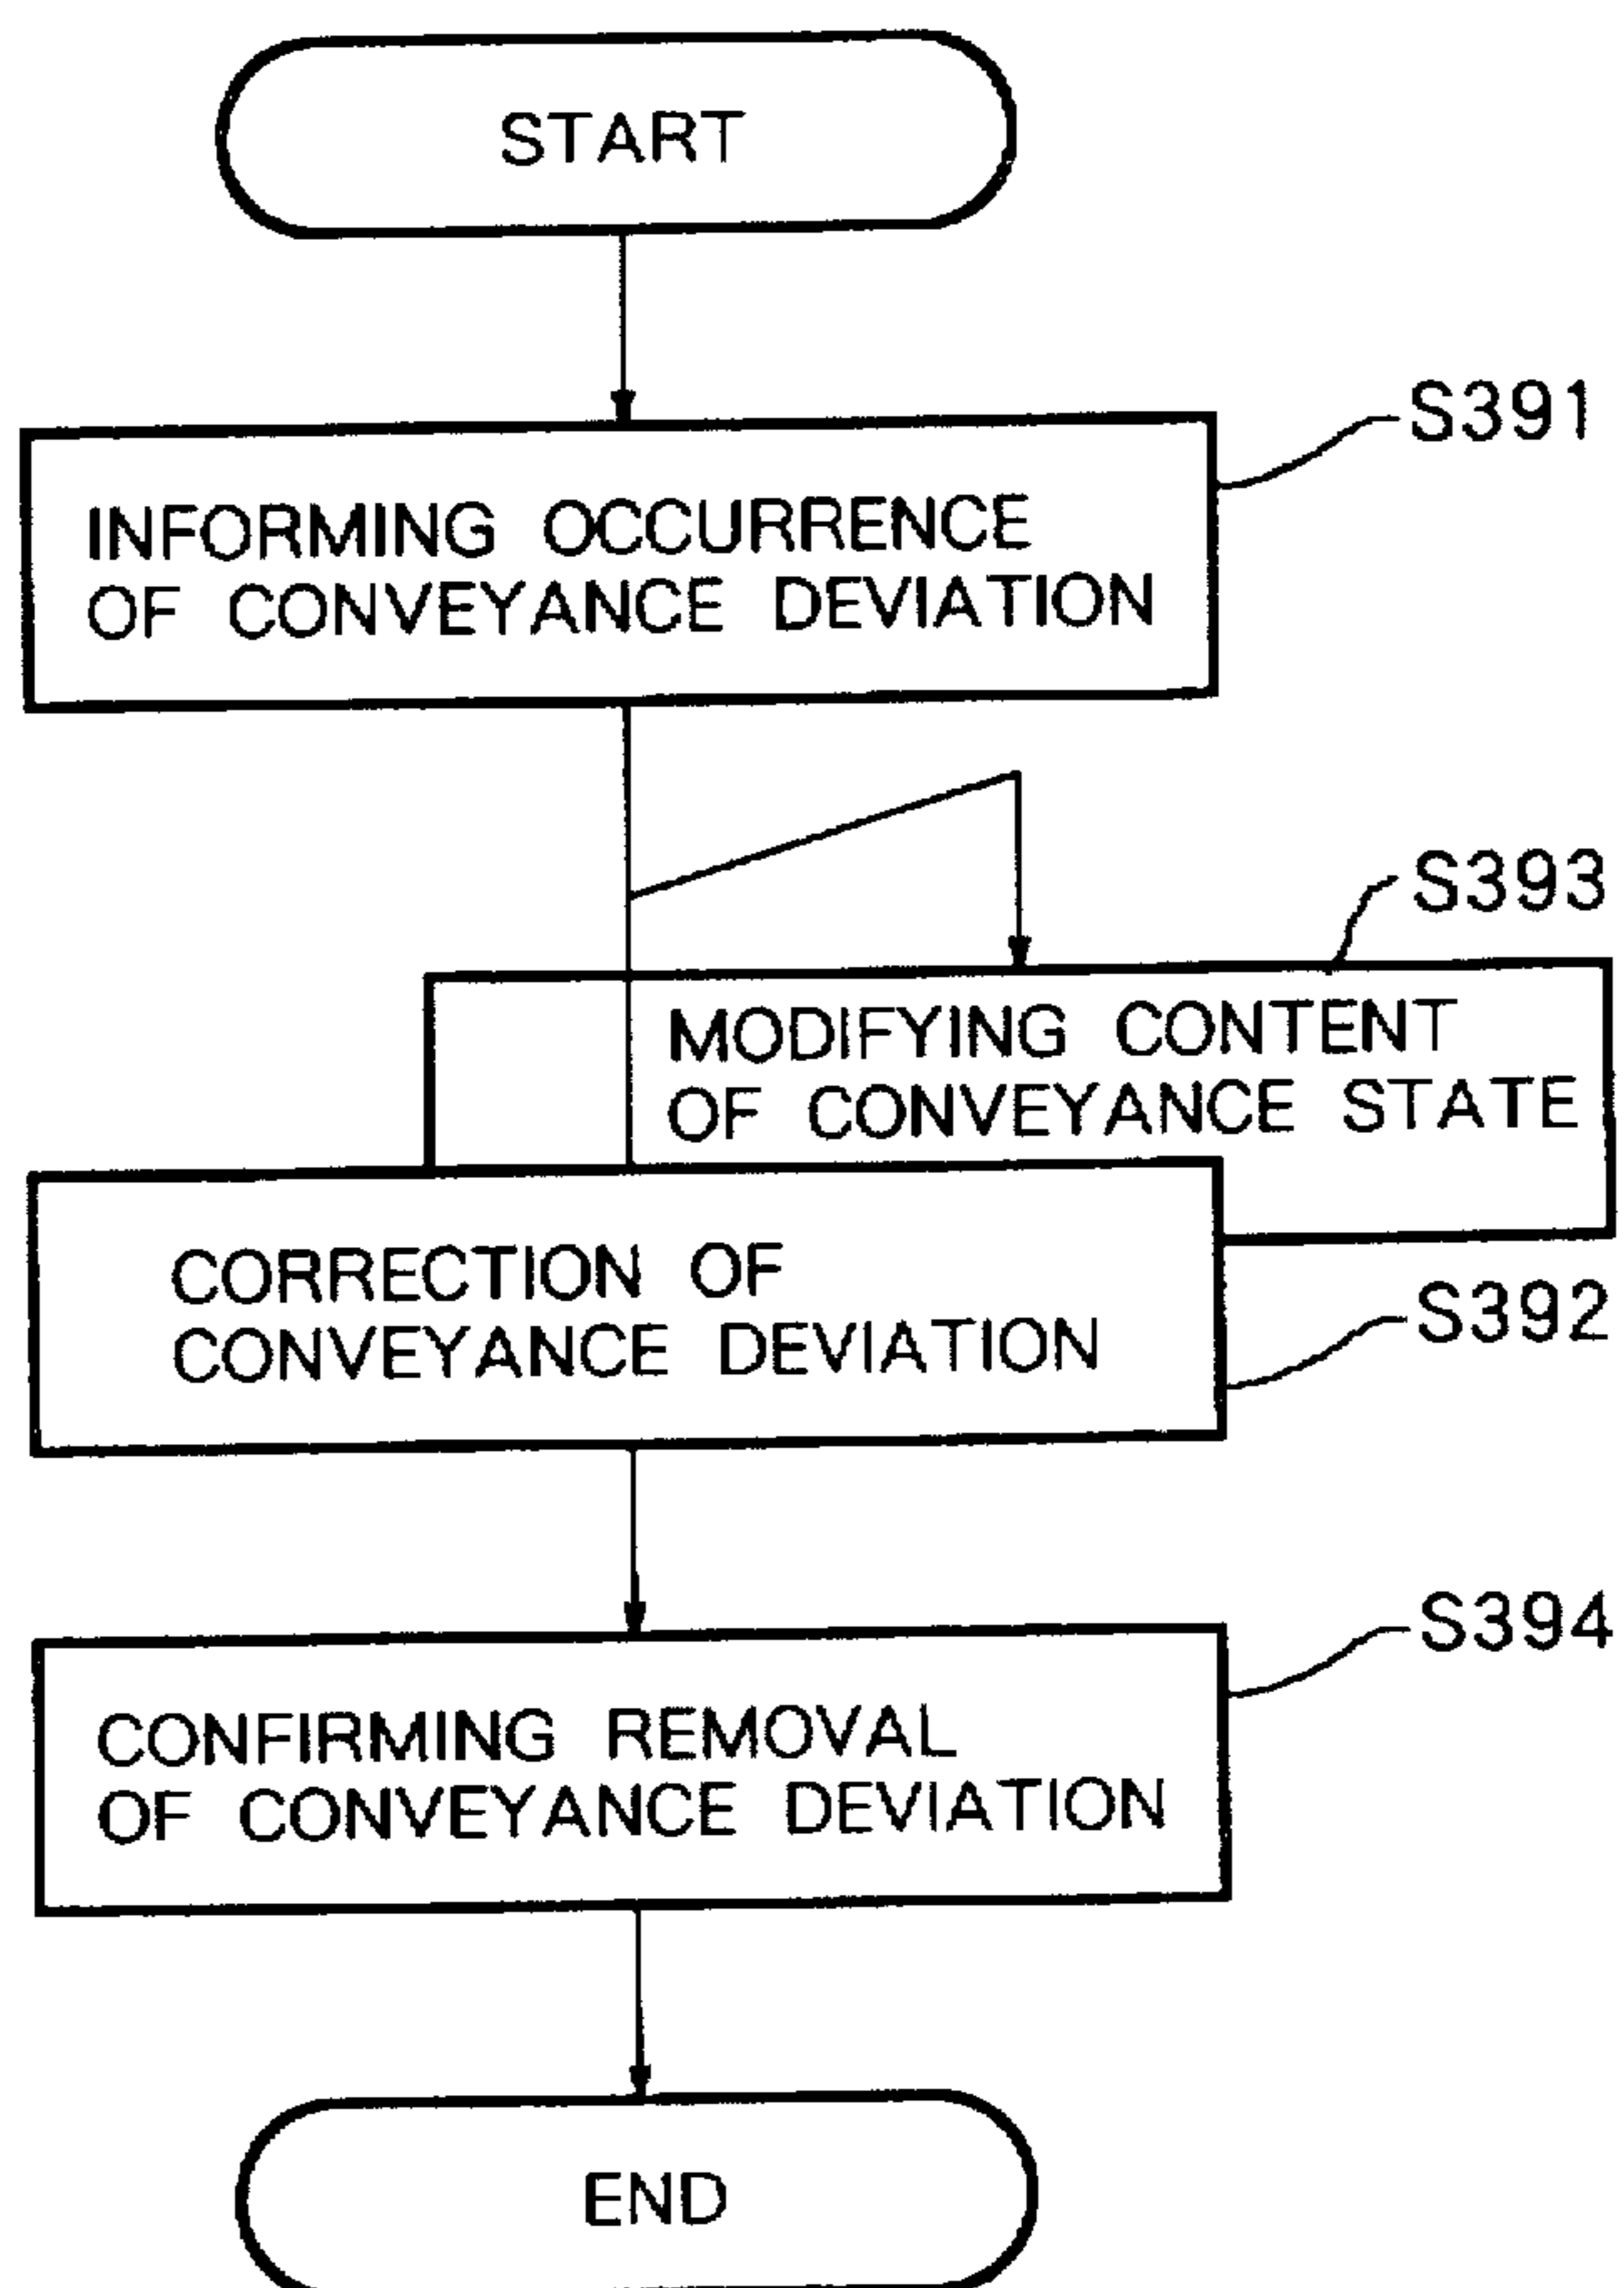 START
S391
INFORMING OCCURRENCE
OF CONVEYANCE DEVIATION
S393
MODIFYING CONTENT
OF CONVEYANCE STATE
CORRECTION OF
CONVEYANCE DEVIATION
S392
S394
CONFIRMING REMOVAL
OF CONVEYANCE DEVIATION
END